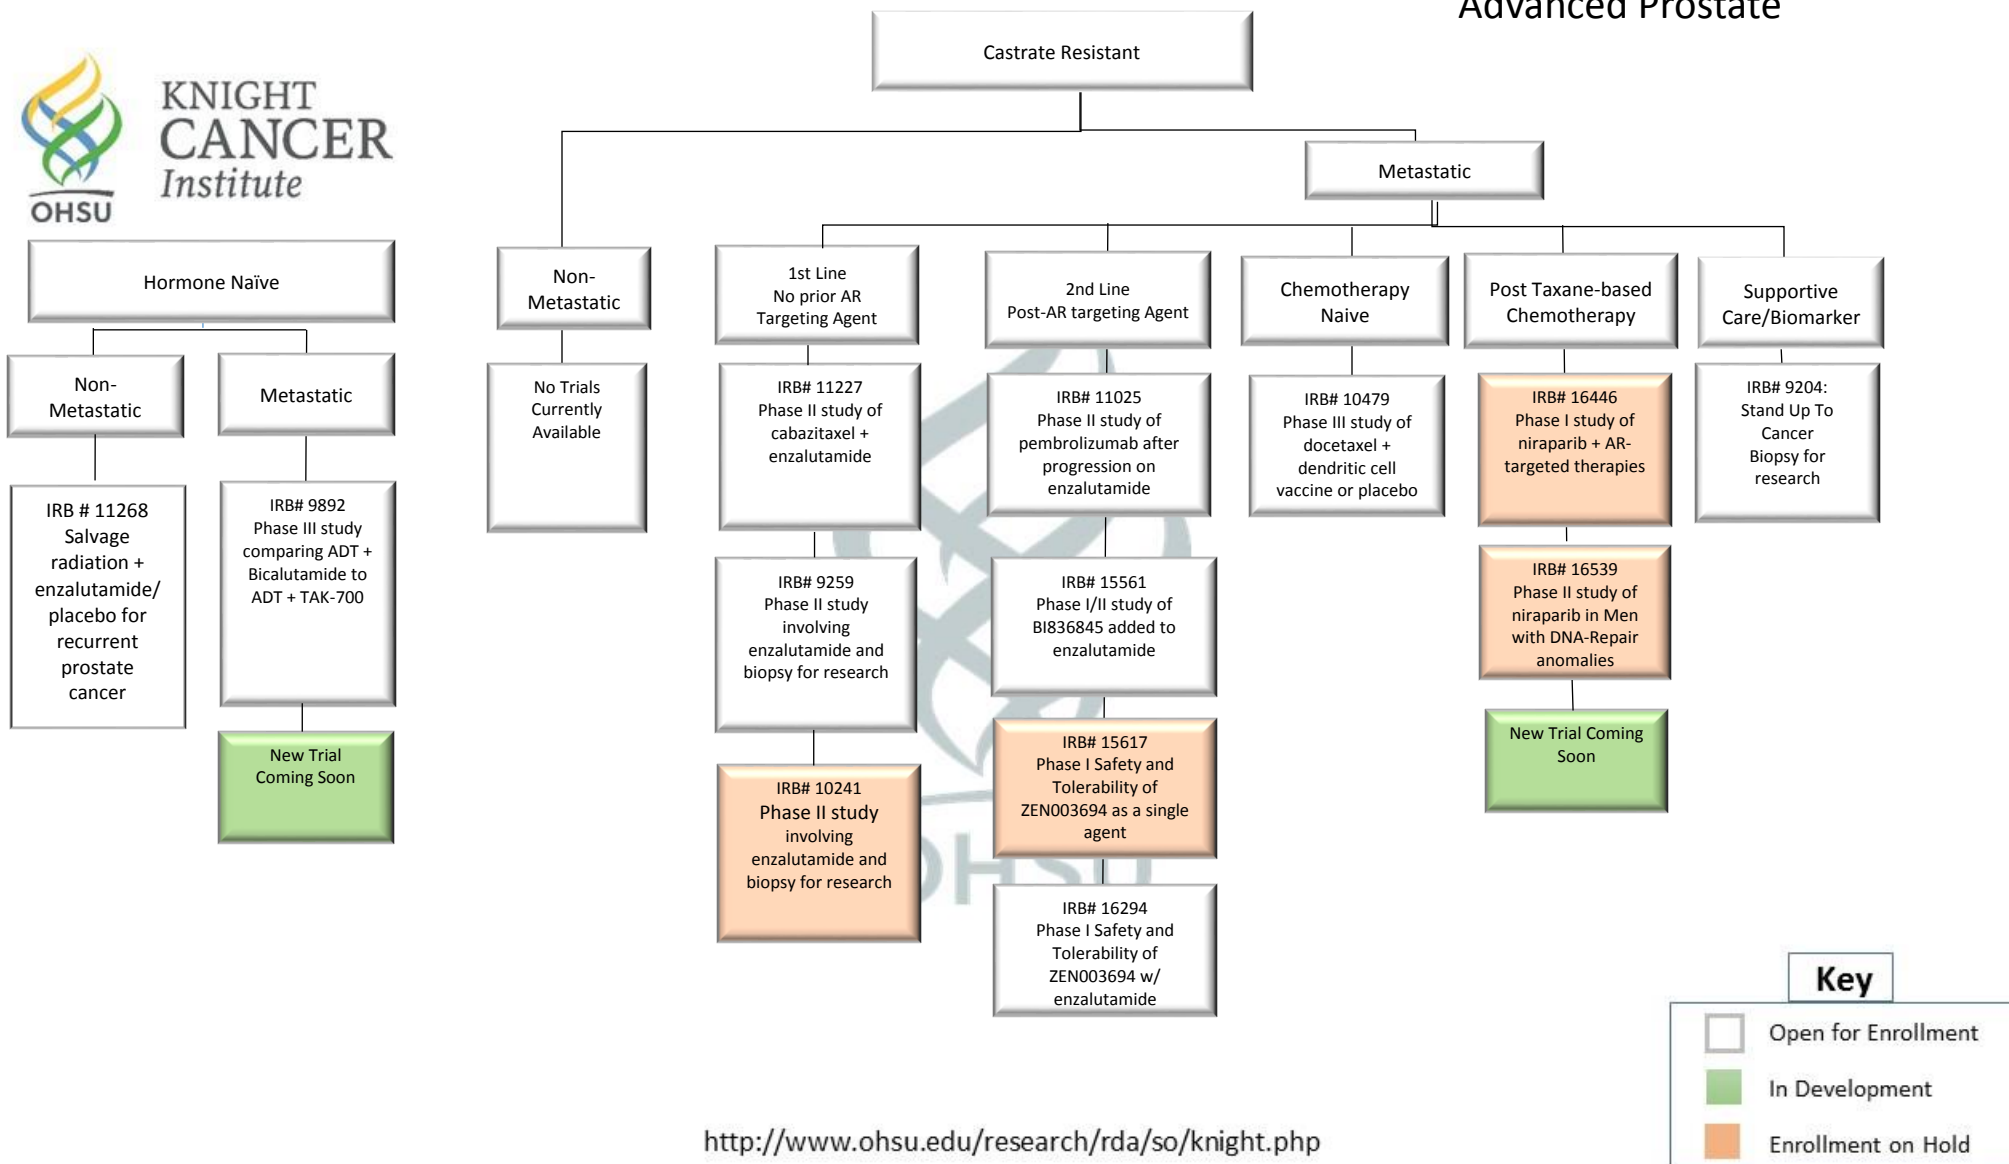 Advanced Prostate
KNIGHT
CANCER
Institute
OHSU
Castrate Resistant
Metastatic
Hormone Naïve
Non-
Metastatic
IRB # 11268
Salvage
radiation +
enzalutamide/
placebo for
recurrent
prostate
cancer
Metastatic
IRB# 9892
Phase III study
comparing ADT +
Bicalutamide to
ADT + TAK-700
New Trial
Coming Soon
Non-
Metastatic
No Trials
Currently
Available
1st Line
No prior AR
Targeting Agent
IRB# 11227
Phase II study of
cabazitaxel +
enzalutamide
IRB# 9259
Phase II study
involving
enzalutamide and
biopsy for research
IRB# 10241
Phase II study
involving
enzalutamide and
biopsy for research
2nd Line
Post-AR targeting Agent
IRB# 11025
Phase II study of
pembrolizumab after
progression on
enzalutamide
IRB# 15561
Phase I/II study of
BI836845 added to
enzalutamide
IRB# 15617
Phase I Safety and
Tolerability of
ZEN003694 as a single
agent
IRB# 16294
Phase I Safety and
Tolerability of
ZEN003694 w/
enzalutamide
Chemotherapy
Naive
IRB# 10479
Phase III study of
docetaxel +
dendritic cell
vaccine or placebo
Post Taxane-based
Chemotherapy
IRB# 16446
Phase I study of
niraparib + AR-
targeted therapies
IRB# 16539
Phase II study of
niraparib in Men
with DNA-Repair
anomalies
New Trial Coming
Soon
Supportive
Care/Biomarker
IRB# 9204:
Stand Up To
Cancer
Biopsy for
research
OHSU
Key
Open for Enrollment
In Development
Enrollment on Hold
http://www.ohsu.edu/research/rda/so/knight.php